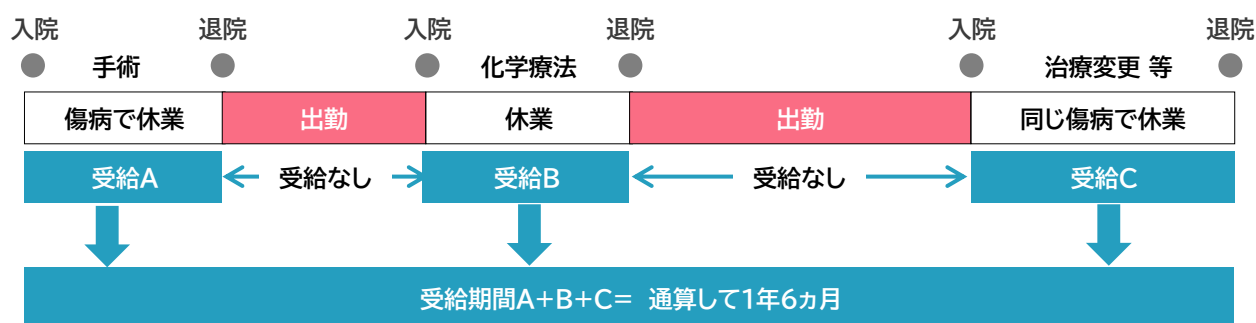 入院 退院 入院 退院 入院 退院
手術 化学療法 治療変更 等
傷病で休業 出勤 休業 出勤 同じ傷病で休業
受給A 受給なし 受給B 受給なし 受給C
受給期間A+B+C= 通算して1年6ヵ月